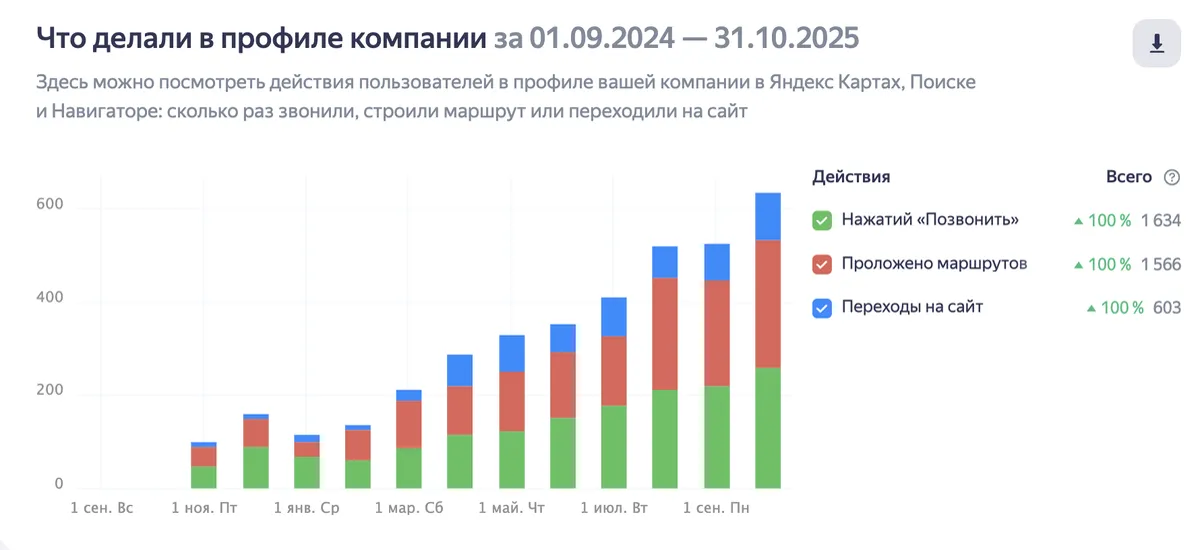 Что делали в профиле компании за 01.09.2024 — 31.10.2025
Здесь можно посмотреть действия пользователей в профиле вашей компании в Яндекс Картах, Поиске
и Навигаторе: сколько раз звонили, строили маршрут или переходили на сайт
Действия Всего ?
Нажатий «Позвонить» 100 % 1 634
Проложено маршрутов 100 % 1 566
Переходы на сайт 100 % 603
600
400
200
0
1 сен. Вс 1 ноя. Пт 1 янв. Ср 1 мар. Сб 1 май. Чт 1 июл. Вт 1 сен. Пн